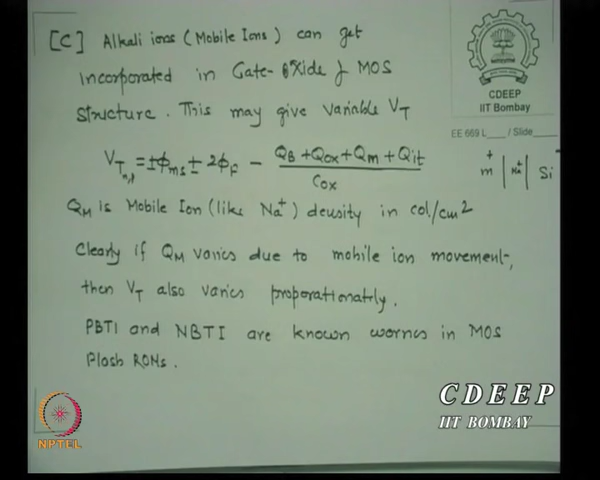 [C] Alkali ions (Mobile Ions) can get
incorporated in Gate-Oxide of MOS
Structure. This may give variable VT
CDEEP
IIT Bombay
EE 669 L___ / Slide___
VTn,p = ±ϕms ± 2ϕF - (QB + Qox + Qm + Qit) / Cox
+ m | Na+ | Si -
QM is Mobile Ion (like Na+) density in col/cm2
Clearly if QM varies due to mobile ion movement,
then VT also varies proporationatly.
PBTI and NBTI are known worries in MOS
Flash ROMs.
NPTEL
CDEEP
IIT BOMBAY